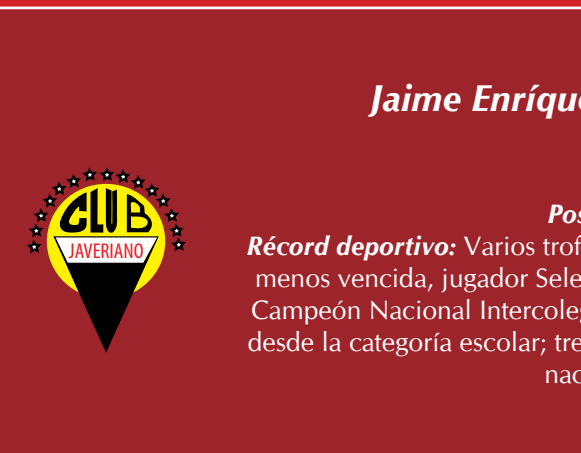 Jaime Enríqu
CLUB
JAVERIANO
Pos
Récord deportivo: Varios trof
menos vencida, jugador Sele
Campeón Nacional Intercole
desde la categoría escolar; tre
nac